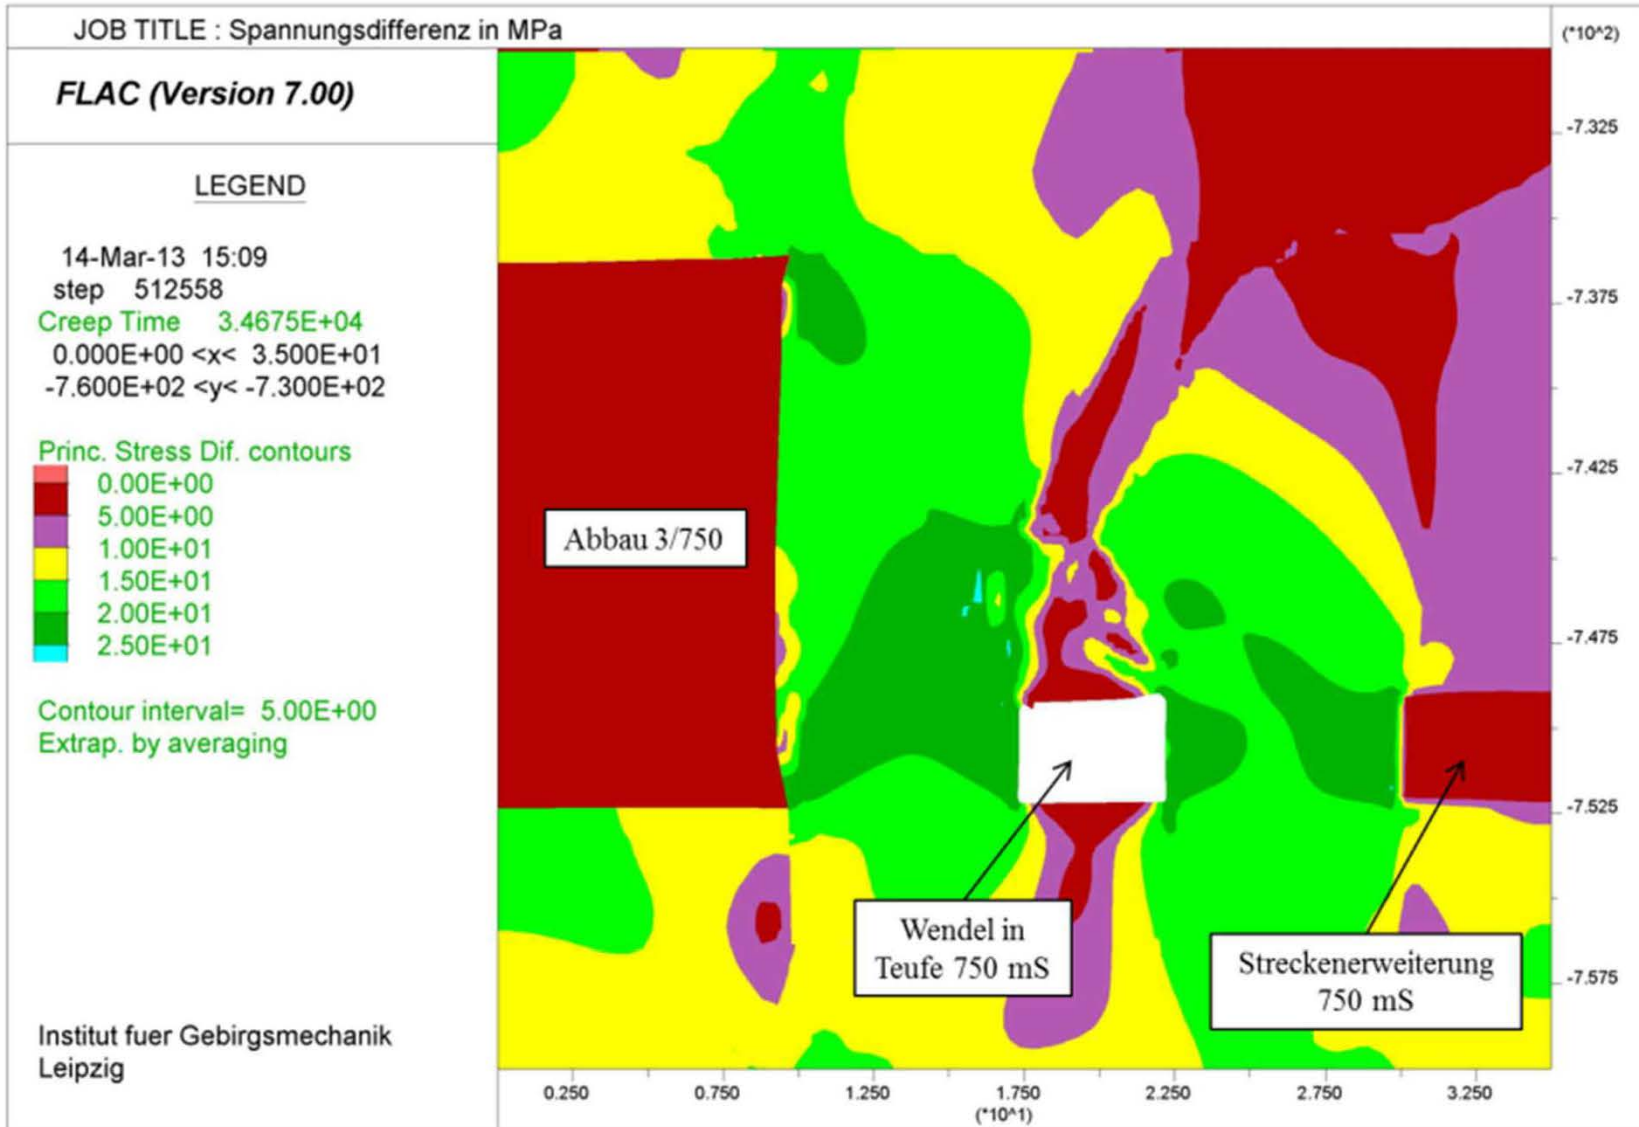 JOB TITLE : Spannungsdifferenz in MPa
FLAC (Version 7.00)
LEGEND
14-Mar-13 15:09
step 512558
Creep Time 3.4675E+04
0.000E+00 <x< 3.500E+01
-7.600E+02 <y< -7.300E+02
Princ. Stress Dif. contours
0.00E+00
5.00E+00
1.00E+01
1.50E+01
2.00E+01
2.50E+01
Contour interval= 5.00E+00
Extrap. by averaging
Institut fuer Gebirgsmechanik
Leipzig
Abbau 3/750
Wendel in
Teufe 750 mS
Streckenerweiterung
750 mS
(*10^2)
-7.325
-7.375
-7.425
-7.475
-7.525
-7.575
0.250 0.750 1.250 1.750 2.250 2.750 3.250
(*10^1)